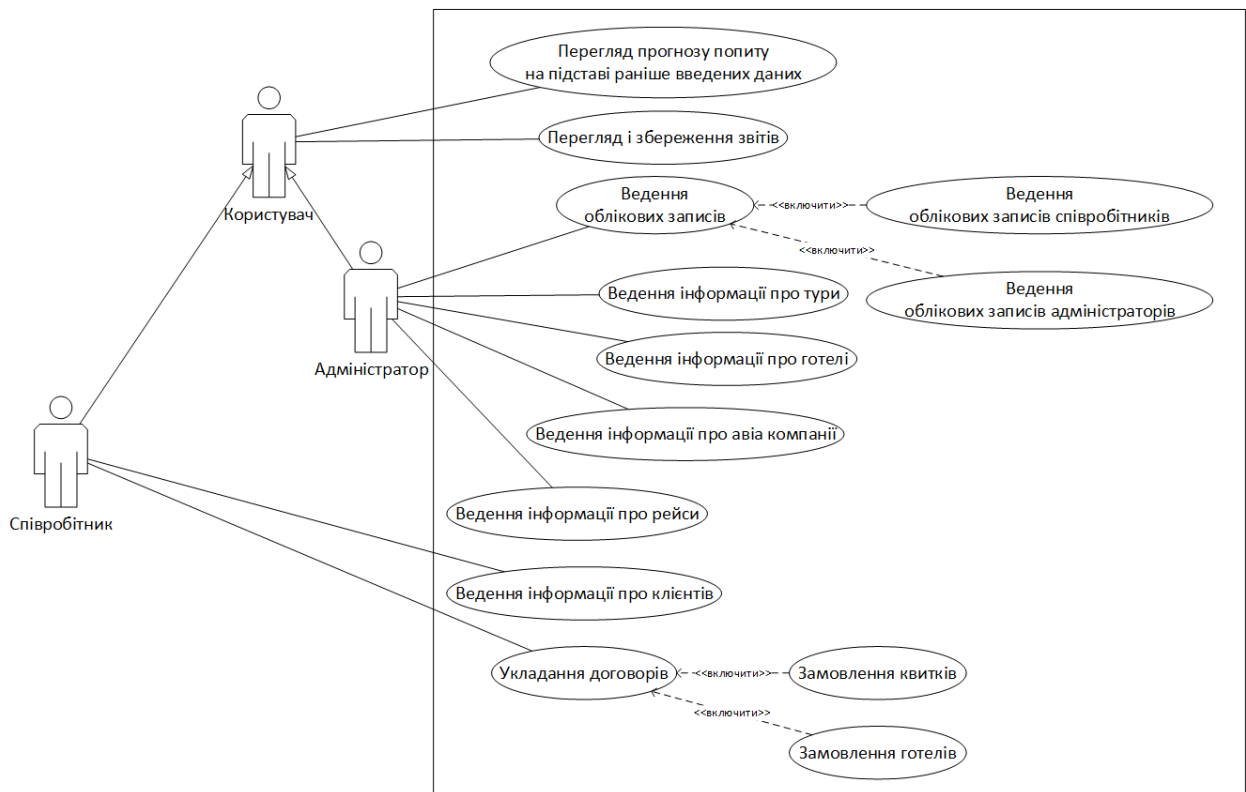 Перегляд прогнозу попиту
на підставі раніше введених даних
Перегляд і збереження звітів
Користувач
Ведення
облікових записів
<<включити>>
Ведення
облікових записів співробітників
<<включити>>
Ведення
облікових записів адміністраторів
Ведення інформації про тури
Адміністратор
Ведення інформації про готелі
Ведення інформації про авіа компанії
Співробітник
Ведення інформації про рейси
Ведення інформації про клієнтів
Укладання договорів
<<включити>>
Замовлення квитків
<<включити>>
Замовлення готелів